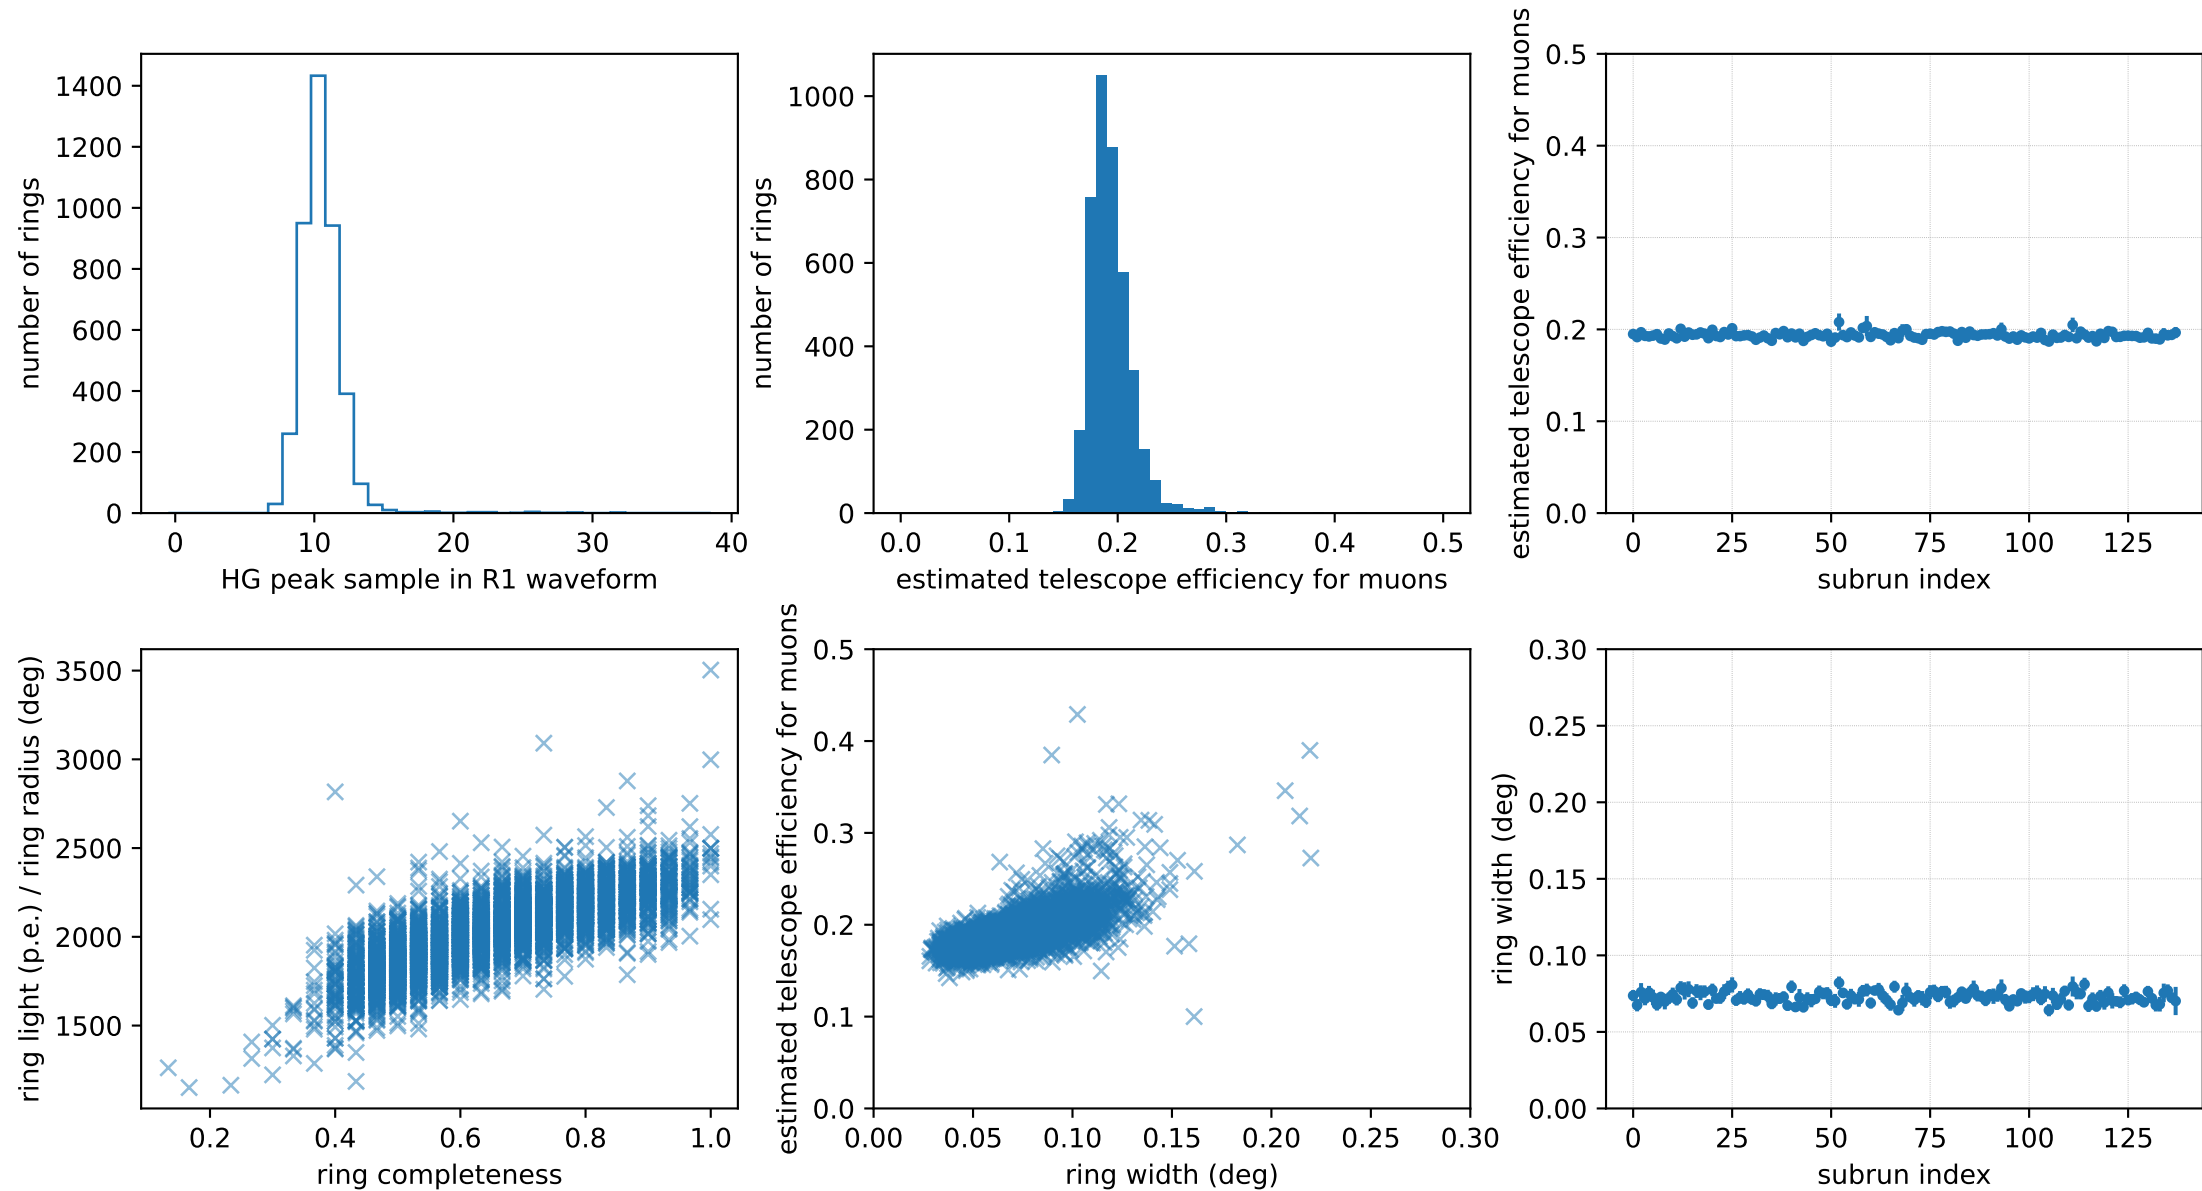 number of rings
1400
1200
1000
800
600
400
200
0
0 10 20 30 40
HG peak sample in R1 waveform
number of rings
1000
800
600
400
200
0
0.0 0.1 0.2 0.3 0.4 0.5
estimated telescope efficiency for muons
estimated telescope efficiency for muons
0.5
0.4
0.3
0.2
0.1
0.0
0 25 50 75 100 125
subrun index
ring light (p.e.) / ring radius (deg)
3500
3000
2500
2000
1500
0.2 0.4 0.6 0.8 1.0
ring completeness
estimated telescope efficiency for muons
0.5
0.4
0.3
0.2
0.1
0.0
0.00 0.05 0.10 0.15 0.20 0.25 0.30
ring width (deg)
ring width (deg)
0.30
0.25
0.20
0.15
0.10
0.05
0.00
0 25 50 75 100 125
subrun index